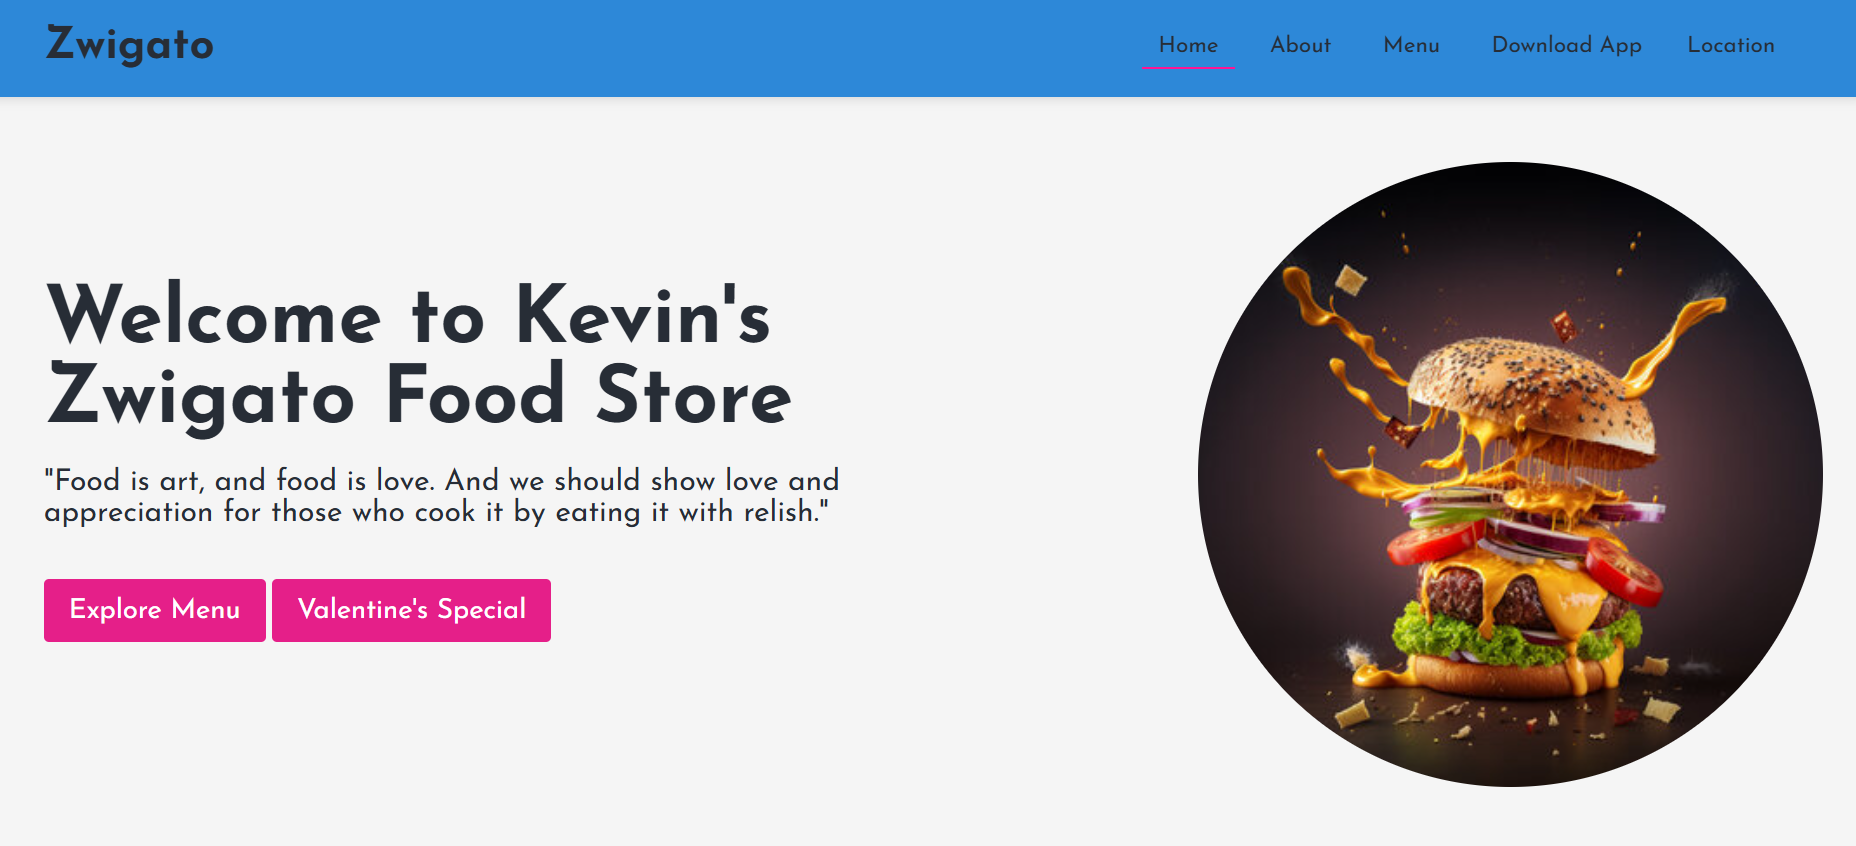 Zwigato
Home About Menu Download App Location
Welcome to Kevin's
Zwigato Food Store
"Food is art, and food is love. And we should show love and
appreciation for those who cook it by eating it with relish."
Explore Menu Valentine's Special